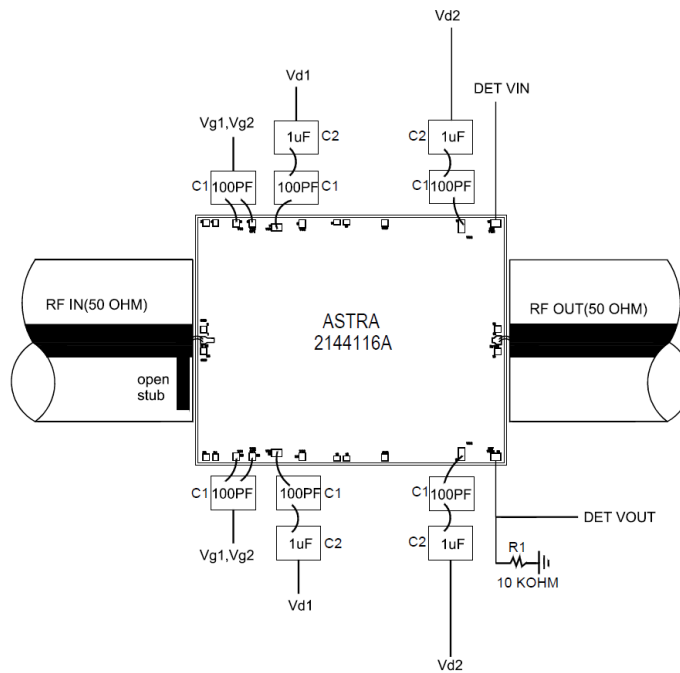 Vd2
Vd1
DET VIN
Vg1,Vg2
1uF C2
C2 1uF
C1 100PF
100PF C1
C1 100PF
RF IN(50 OHM)
ASTRA
2144116A
RF OUT(50 OHM)
open
stub
C1 100PF
100PF C1
C1 100PF
DET VOUT
Vg1,Vg2
1uF C2
C2 1uF
R1
10 KOHM
Vd1
Vd2